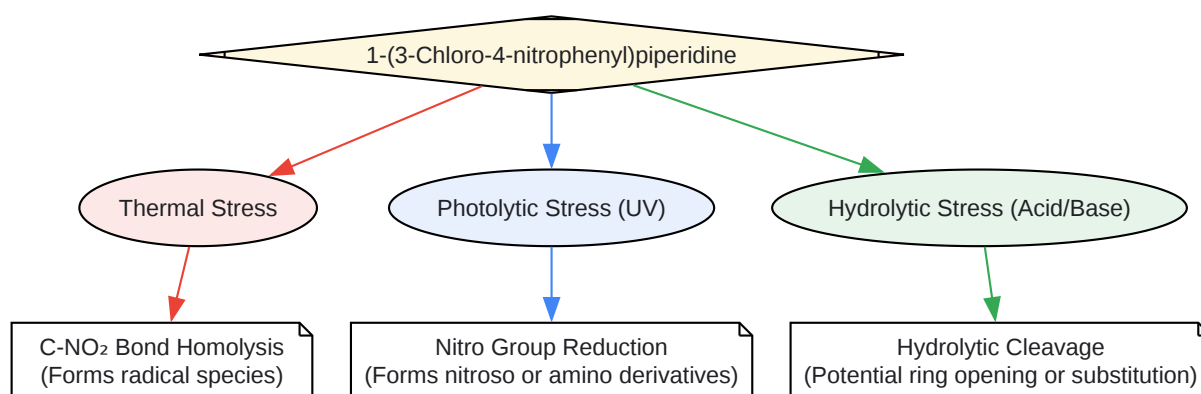 1-(3-Chloro-4-nitrophenyl)piperidine
Thermal Stress
Photolytic Stress (UV)
Hydrolytic Stress (Acid/Base)
C-NO₂ Bond Homolysis
(Forms radical species)
Nitro Group Reduction
(Forms nitroso or amino derivatives)
Hydrolytic Cleavage
(Potential ring opening or substitution)